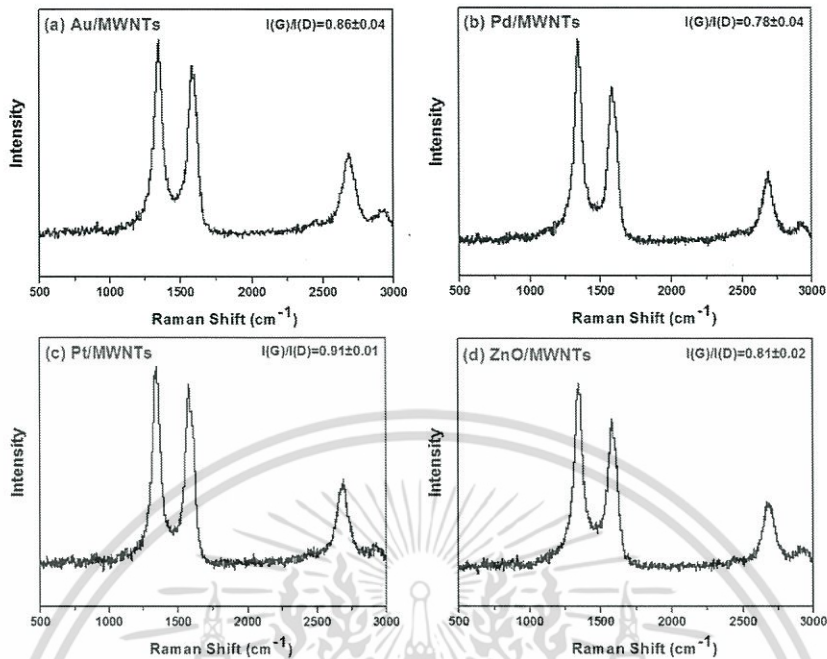 (a) Au/MWNTs I(G)/I(D)=0.86±0.04
Intensity
500 1000 1500 2000 2500 3000
Raman Shift (cm⁻¹)
(b) Pd/MWNTs I(G)/I(D)=0.78±0.04
Intensity
500 1000 1500 2000 2500 3000
Raman Shift (cm⁻¹)
(c) Pt/MWNTs I(G)/I(D)=0.91±0.01
Intensity
500 1000 1500 2000 2500 3000
Raman Shift (cm⁻¹)
(d) ZnO/MWNTs I(G)/I(D)=0.81±0.02
Intensity
500 1000 1500 2000 2500 3000
Raman Shift (cm⁻¹)